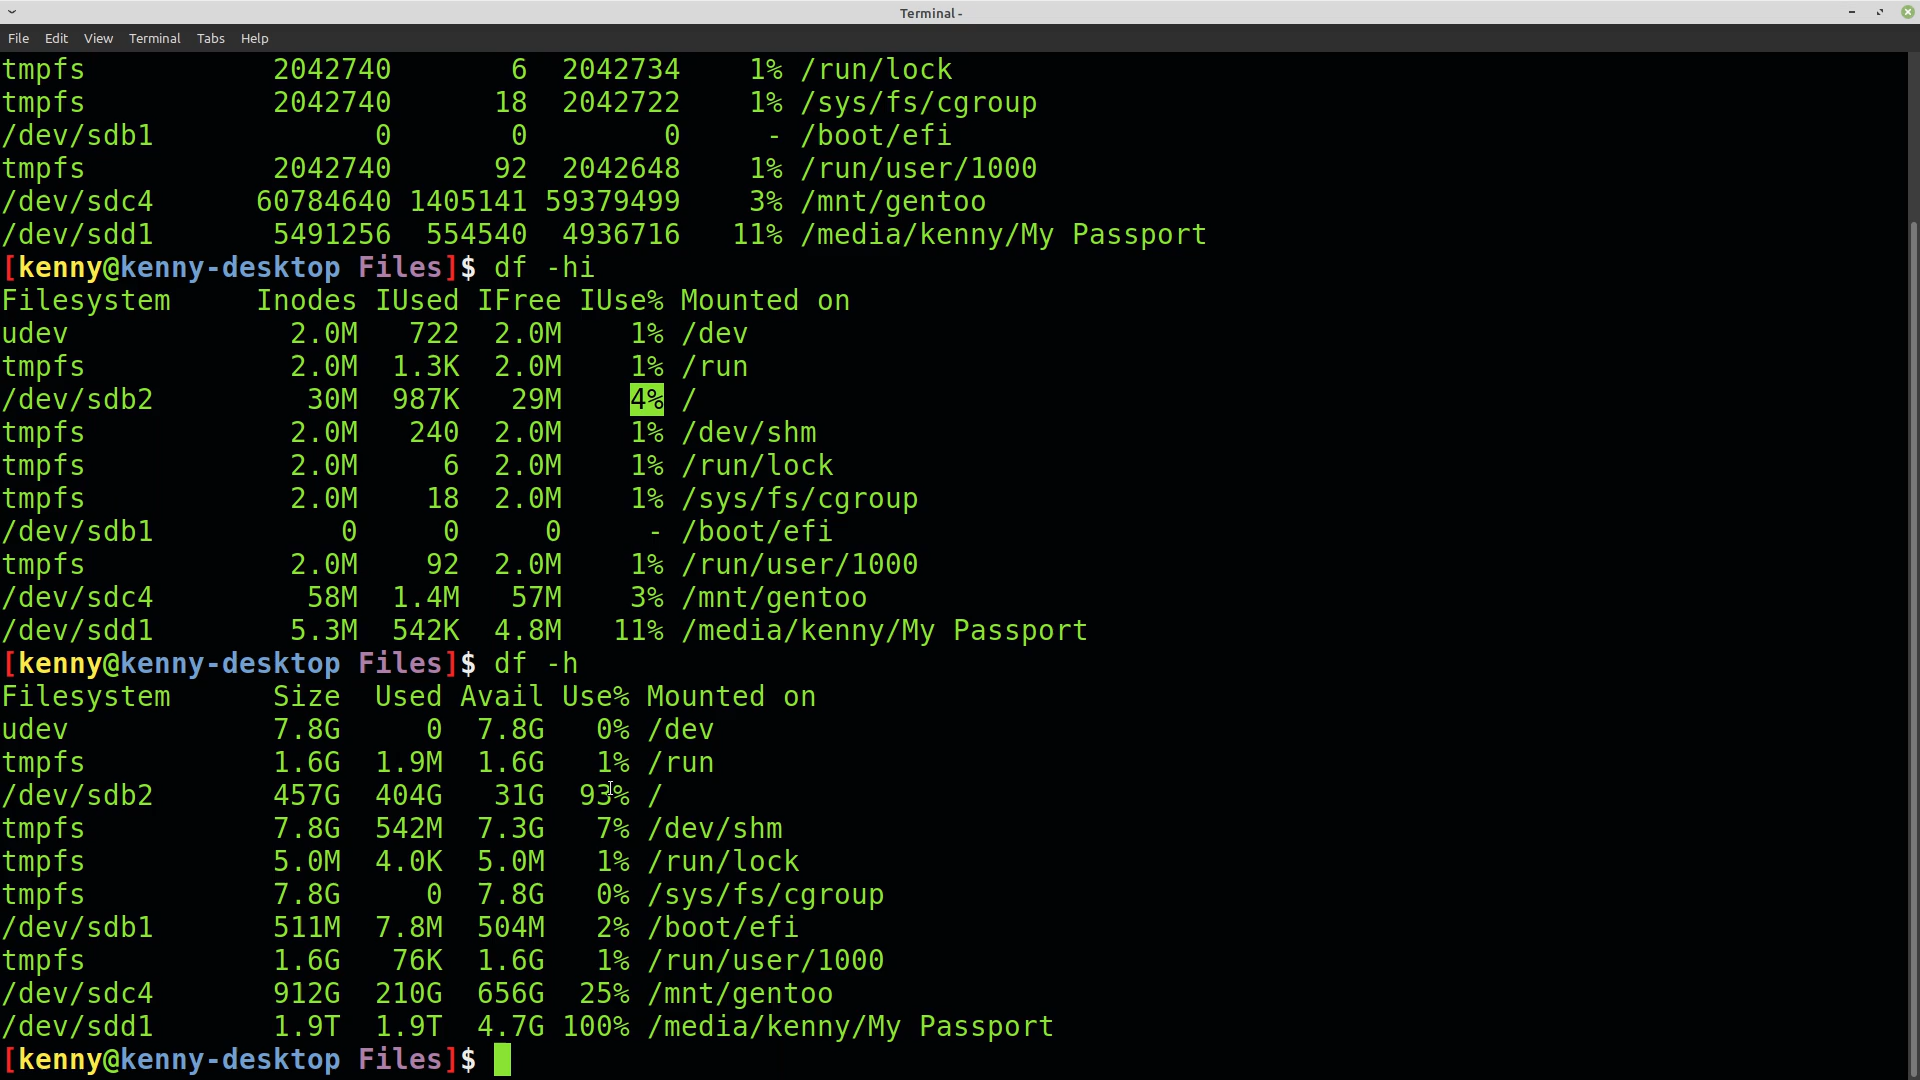 Terminal -
File Edit View Terminal Tabs Help
tmpfs 2042740 6 2042734 1% /run/lock
tmpfs 2042740 18 2042722 1% /sys/fs/cgroup
/dev/sdb1 0 0 0 - /boot/efi
tmpfs 2042740 92 2042648 1% /run/user/1000
/dev/sdc4 60784640 1405141 59379499 3% /mnt/gentoo
/dev/sdd1 5491256 554540 4936716 11% /media/kenny/My Passport
[kenny@kenny-desktop Files]$ df -hi
Filesystem Inodes IUsed IFree IUse% Mounted on
udev 2.0M 722 2.0M 1% /dev
tmpfs 2.0M 1.3K 2.0M 1% /run
/dev/sdb2 30M 987K 29M 4% /
tmpfs 2.0M 240 2.0M 1% /dev/shm
tmpfs 2.0M 6 2.0M 1% /run/lock
tmpfs 2.0M 18 2.0M 1% /sys/fs/cgroup
/dev/sdb1 0 0 0 - /boot/efi
tmpfs 2.0M 92 2.0M 1% /run/user/1000
/dev/sdc4 58M 1.4M 57M 3% /mnt/gentoo
/dev/sdd1 5.3M 542K 4.8M 11% /media/kenny/My Passport
[kenny@kenny-desktop Files]$ df -h
Filesystem Size Used Avail Use% Mounted on
udev 7.8G 0 7.8G 0% /dev
tmpfs 1.6G 1.9M 1.6G 1% /run
/dev/sdb2 457G 404G 31G 93% /
tmpfs 7.8G 542M 7.3G 7% /dev/shm
tmpfs 5.0M 4.0K 5.0M 1% /run/lock
tmpfs 7.8G 0 7.8G 0% /sys/fs/cgroup
/dev/sdb1 511M 7.8M 504M 2% /boot/efi
tmpfs 1.6G 76K 1.6G 1% /run/user/1000
/dev/sdc4 912G 210G 656G 25% /mnt/gentoo
/dev/sdd1 1.9T 1.9T 4.7G 100% /media/kenny/My Passport
[kenny@kenny-desktop Files]$